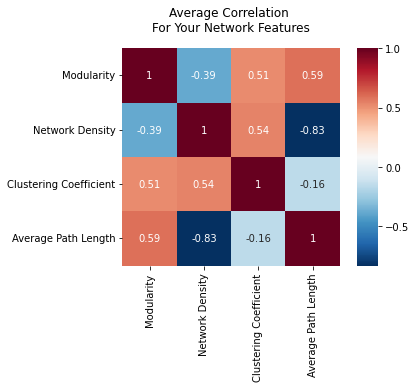 Average Correlation
For Your Network Features
Modularity 1 -0.39 0.51 0.59
Network Density -0.39 1 0.54 -0.83
Clustering Coefficient 0.51 0.54 1 -0.16
Average Path Length 0.59 -0.83 -0.16 1
Modularity
Network Density
Clustering Coefficient
Average Path Length
1.0
0.5
0.0
−0.5